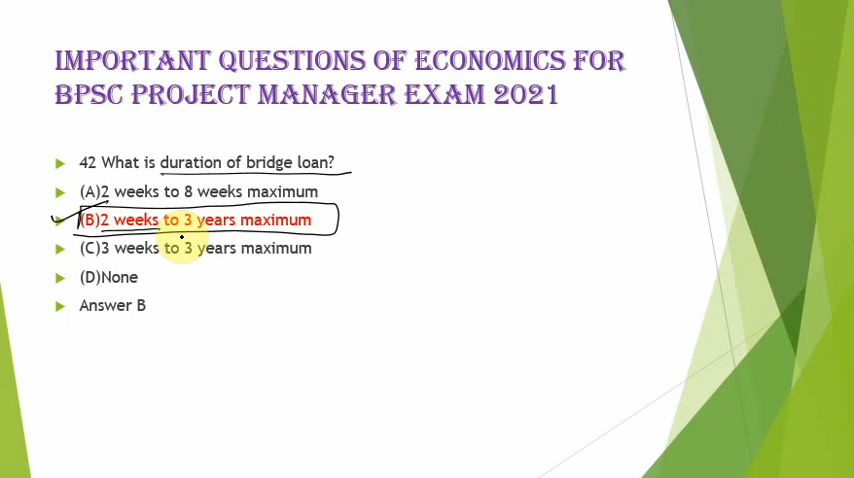 IMPORTANT QUESTIONS OF ECONOMICS FOR
BPSC PROJECT MANAGER EXAM 2021
42 What is duration of bridge loan?
(A)2 weeks to 8 weeks maximum
(B)2 weeks to 3 years maximum
(C)3 weeks to 3 years maximum
(D)None
Answer B